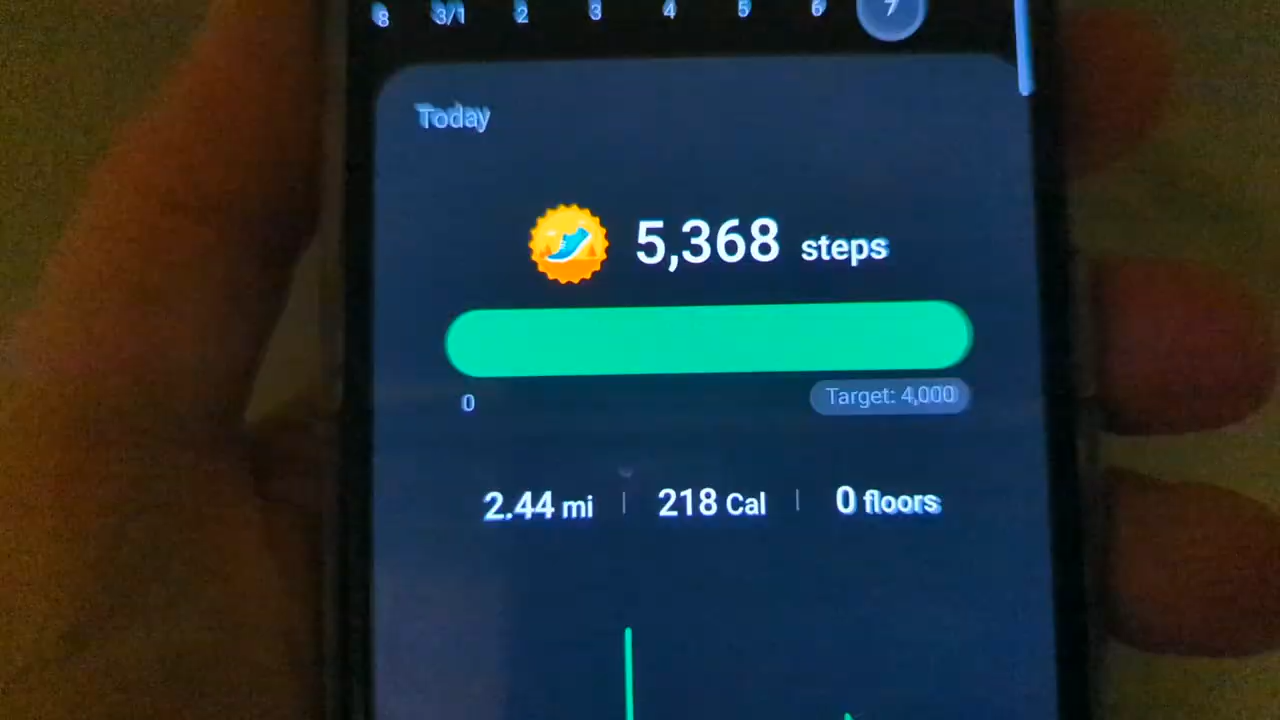 8 3/1 2 3 4 5 6 7
Today
5,368 steps
0 Target: 4,000
2.44 mi | 218 Cal | 0 floors